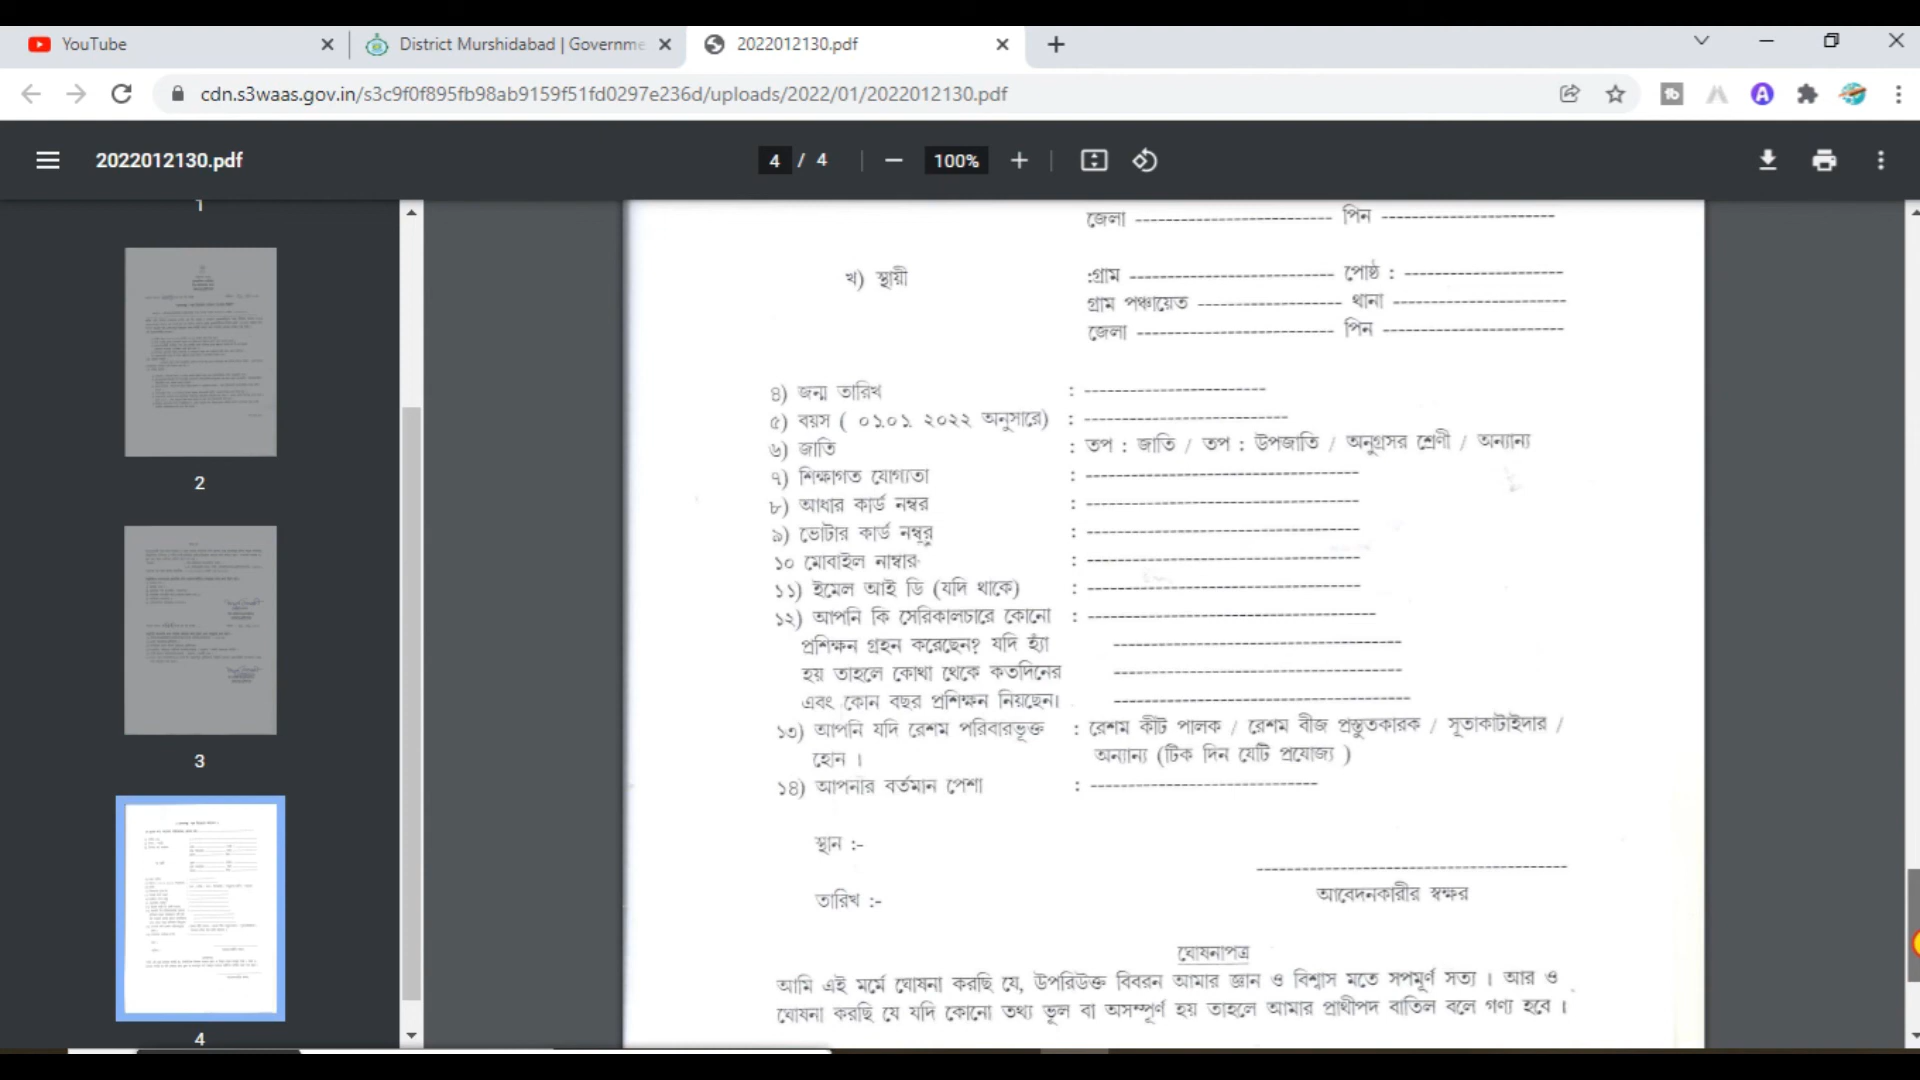 YouTube
District Murshidabad | Governme
2022012130.pdf
cdn.s3waas.gov.in/s3c9f0f895fb98ab9159f51fd0297e236d/uploads/2022/01/2022012130.pdf
2022012130.pdf
4 / 4
100%
1
2
3
4
জেলা ---------- পিন ----------
খ) স্থায়ী :গ্রাম ---------- পোষ্ঠ : ----------
গ্রাম পঞ্চায়েত ---------- থানা ----------
জেলা ---------- পিন ----------
৪) জন্ম তারিখ : ----------
৫) বয়স ( ০১.০১. ২০২২ অনুসারে) : ----------
৬) জাতি : তপ : জাতি / তপ : উপজাতি / অনুগ্রসর শ্রেণী / অন্যান্য
৭) শিক্ষাগত যোগ্যতা : ----------
৮) আধার কার্ড নম্বর : ----------
৯) ভোটার কার্ড নম্বরু : ----------
১০ মোবাইল নাম্বার : ----------
১১) ইমেল আই ডি (যদি থাকে) : ----------
১২) আপনি কি সেরিকালচারে কোনো : ----------
প্রশিক্ষন গ্রহন করেছেন? যদি হ্যাঁ ----------
হয় তাহলে কোথা থেকে কতদিনের ----------
এবং কোন বছর প্রশিক্ষন নিয়ছেন। ----------
১৩) আপনি যদি রেশম পরিবারভূক্ত : রেশম কীট পালক / রেশম বীজ প্রস্তুতকারক / সূতাকাটাইদার /
হোন । অন্যান্য (টিক দিন যেটি প্রযোজ্য )
১৪) আপনার বর্তমান পেশা : ----------
স্থান :-
----------
তারিখ :- আবেদনকারীর স্বক্ষর
ঘোষনাপত্র
আমি এই মর্মে ঘোষনা করছি যে, উপরিউক্ত বিবরন আমার জ্ঞান ও বিশ্বাস মতে সপমূর্ণ সত্য । আর ও
ঘোষনা করছি যে যদি কোনো তথ্য ভূল বা অসম্পূর্ণ হয় তাহলে আমার প্রাথীপদ বাতিল বলে গণ্য হবে ।